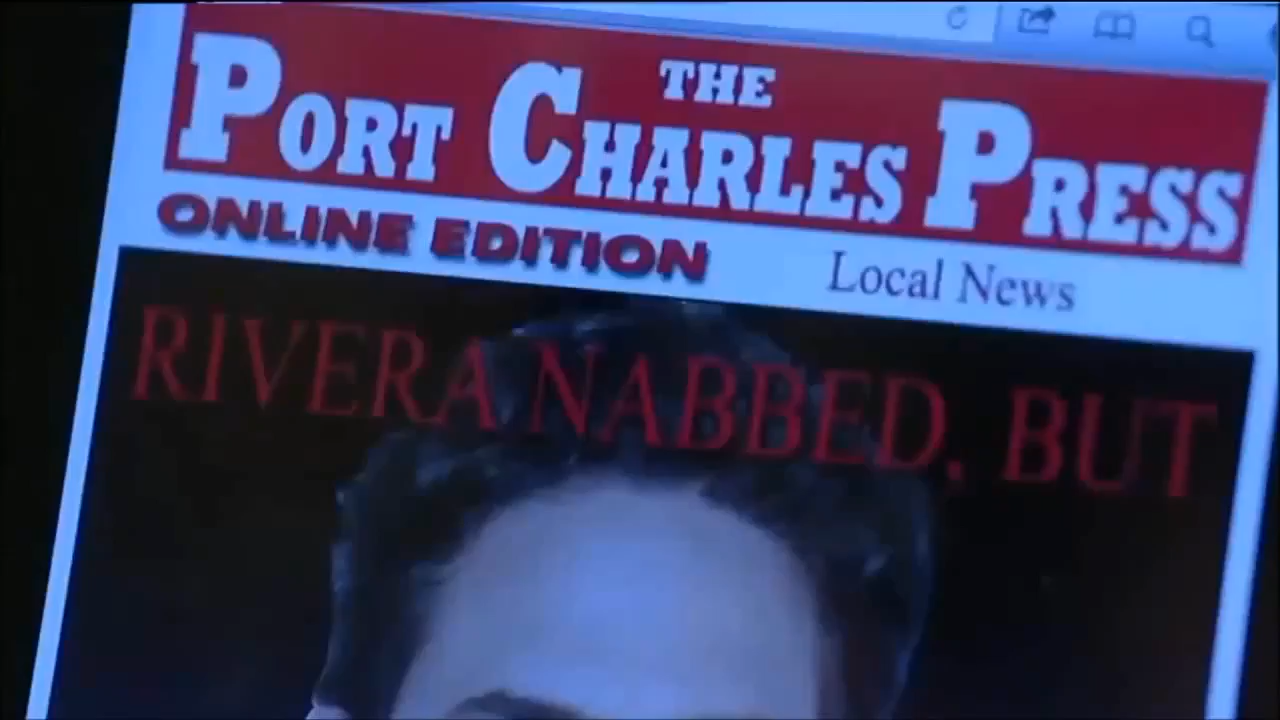 THE
PORT CHARLES PRESS
ONLINE EDITION
Local News
RIVERA NABBED, BUT